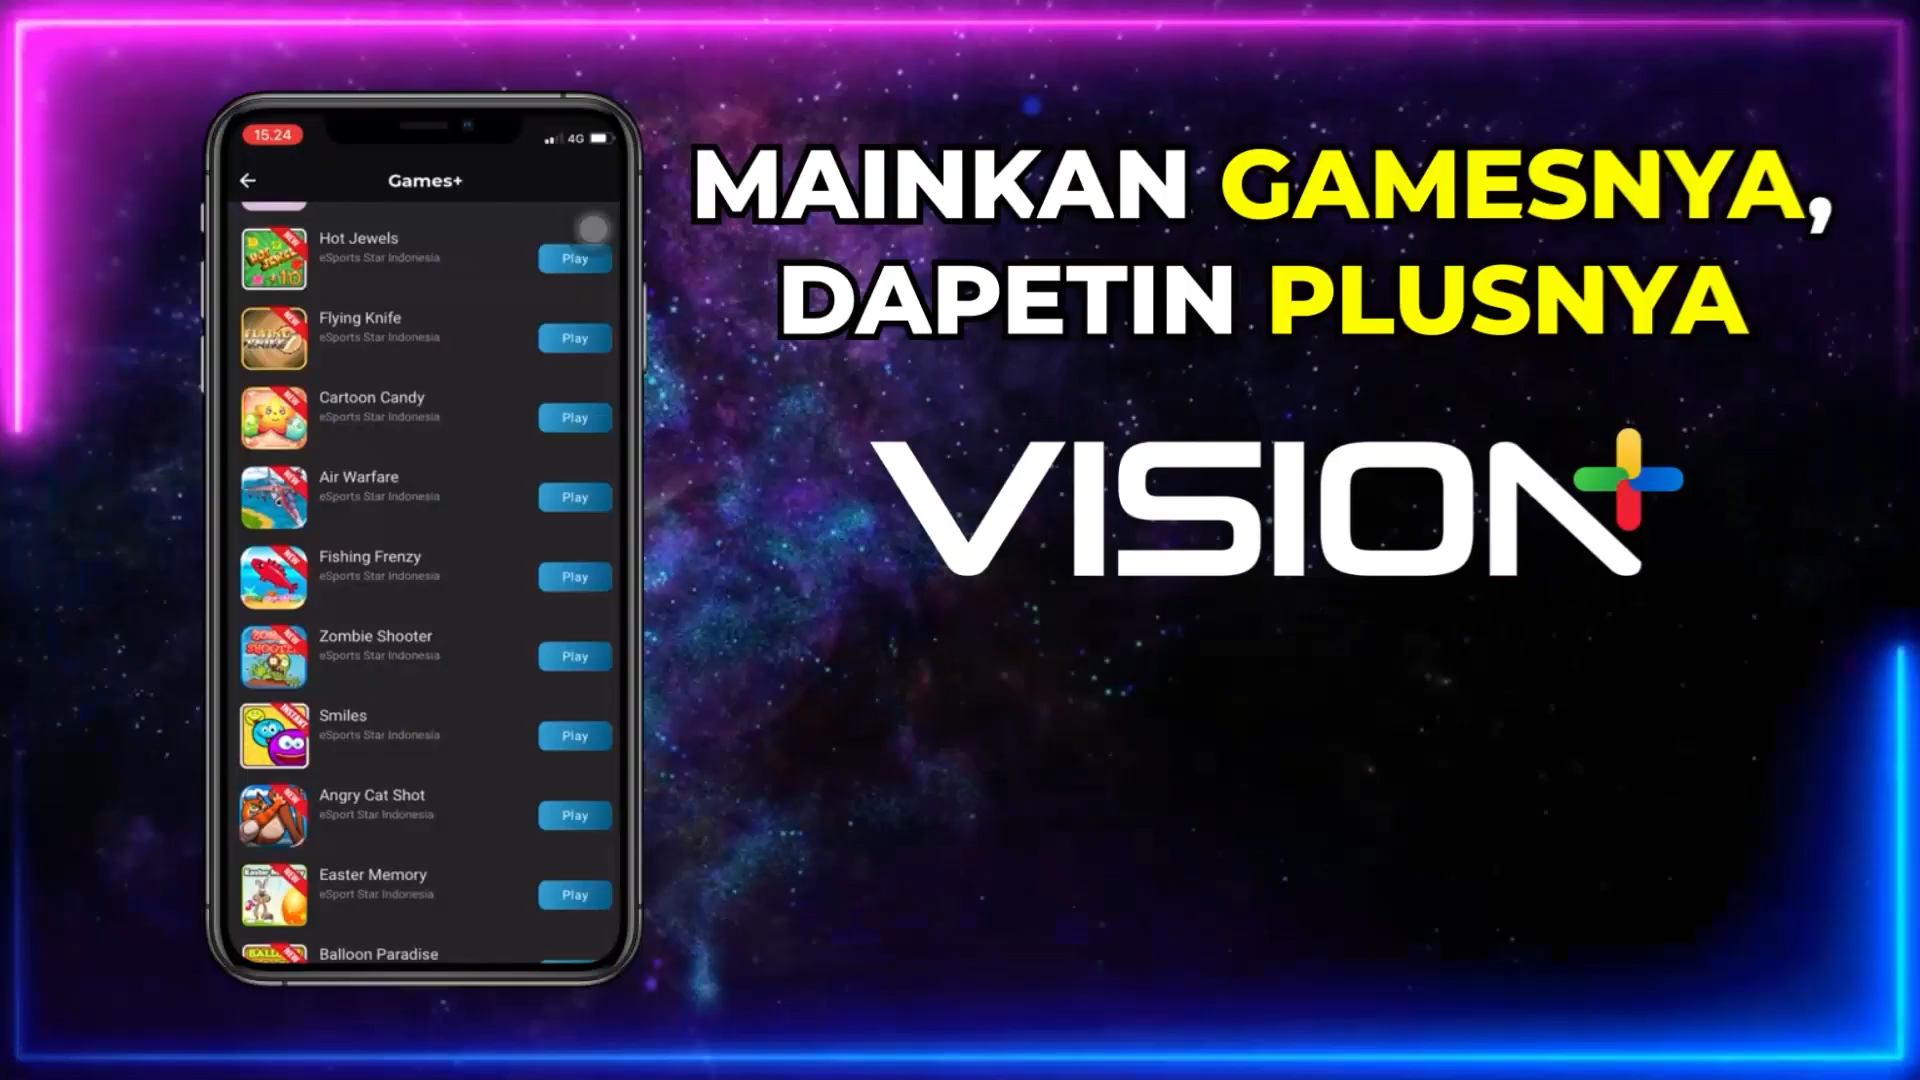 15.24
4G
Games+
Hot Jewels
eSports Star Indonesia
Play
Flying Knife
eSports Star Indonesia
Play
Cartoon Candy
eSports Star Indonesia
Play
Air Warfare
eSports Star Indonesia
Play
Fishing Frenzy
eSports Star Indonesia
Play
Zombie Shooter
eSports Star Indonesia
Play
Smiles
eSports Star Indonesia
Play
Angry Cat Shot
eSport Star Indonesia
Play
Easter Memory
eSport Star Indonesia
Play
Balloon Paradise
MAINKAN GAMESNYA,
DAPETIN PLUSNYA
VISION+